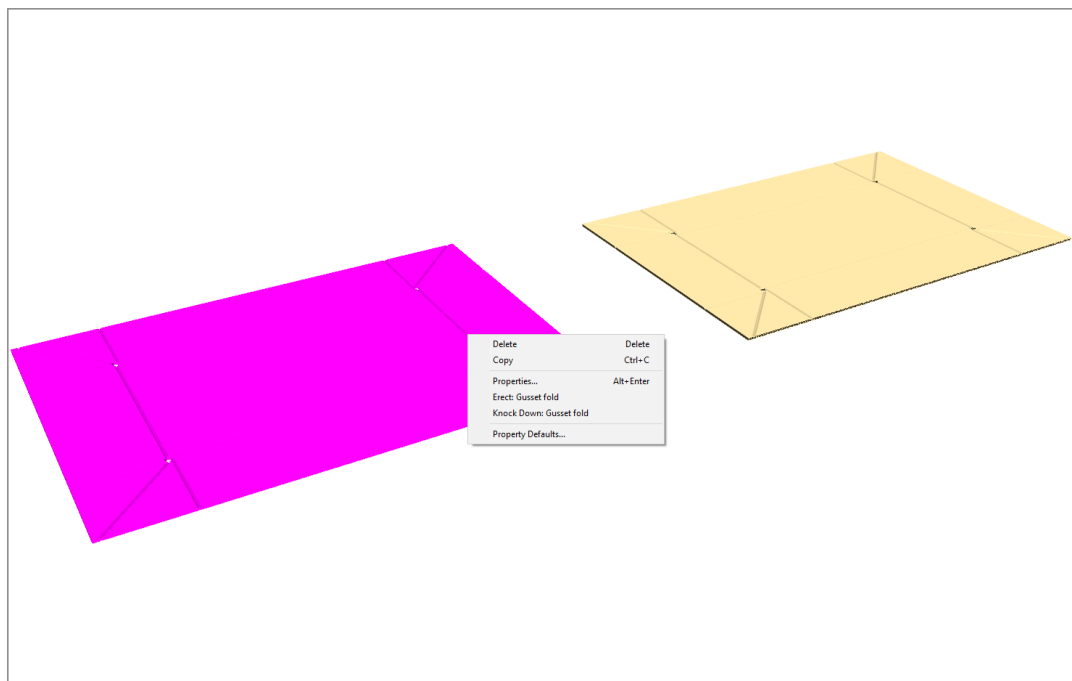 Delete Delete
Copy Ctrl+C
Properties... Alt+Enter
Erect: Gusset fold
Knock Down: Gusset fold
Property Defaults...